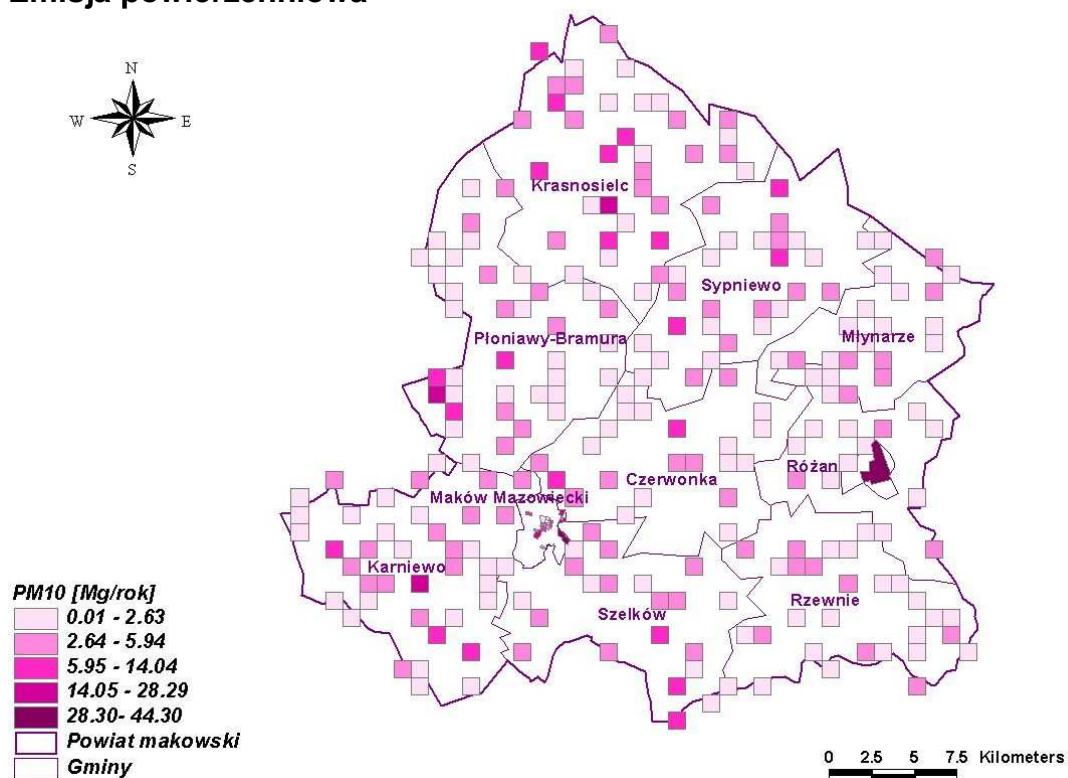 Emisja powierzchniowa
N
W E
S
Krasnosielc
Sypniewo
Płoniawy-Bramura
Młynarze
Różan
Czerwonka
Maków Mazowiecki
Karniewo
Szelków
Rzewnie
PM10 [Mg/rok]
0.01 - 2.63
2.64 - 5.94
5.95 - 14.04
14.05 - 28.29
28.30- 44.30
Powiat makowski
Gminy
0 2.5 5 7.5 Kilometers